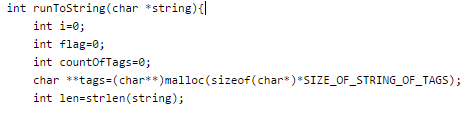 int runToString(char *string){
    int i=0;
    int flag=0;
    int countOfTags=0;
    char **tags=(char**)malloc(sizeof(char*)*SIZE_OF_STRING_OF_TAGS);
    int len=strlen(string);